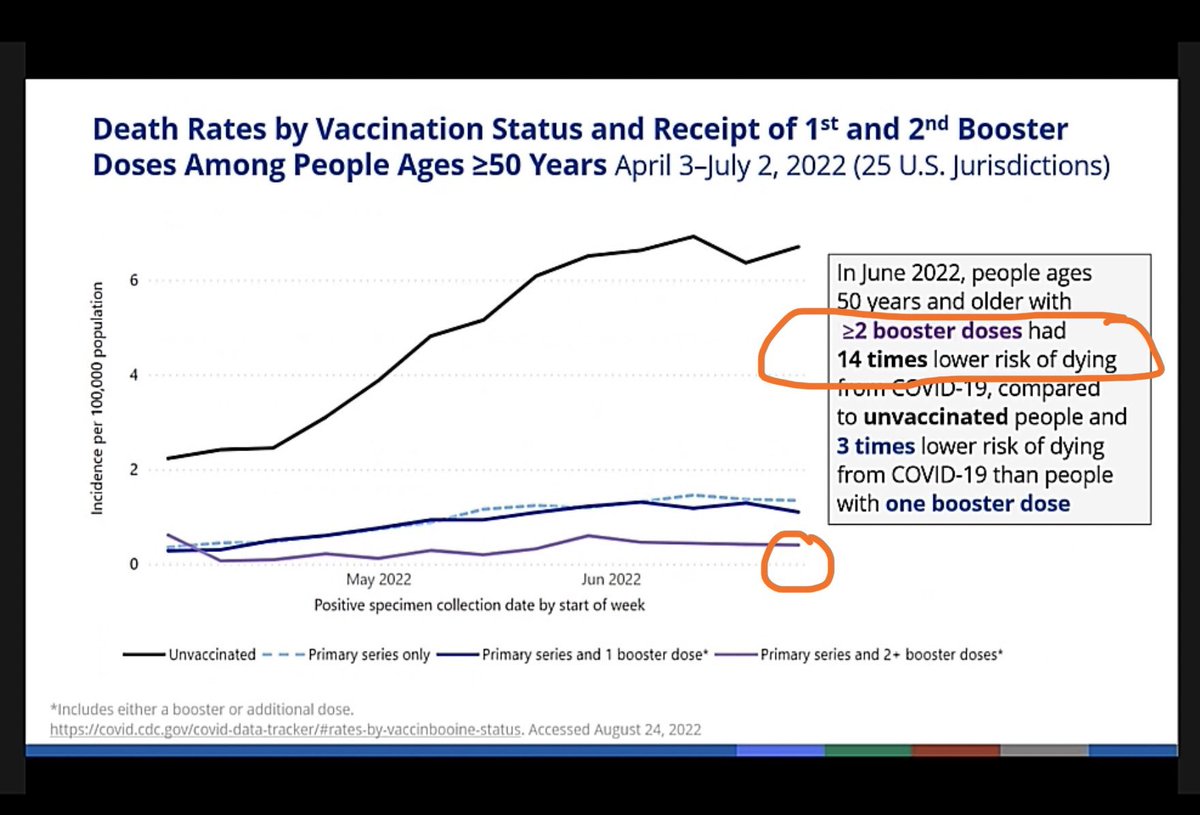 Death Rates by Vaccination Status and Receipt of 1st and 2nd Booster
Doses Among People Ages ≥50 Years April 3–July 2, 2022 (25 U.S. Jurisdictions)
Incidence per 100,000 population
6
4
2
0
May 2022
Jun 2022
Positive specimen collection date by start of week
In June 2022, people ages
50 years and older with
≥2 booster doses had
14 times lower risk of dying
from COVID-19, compared
to unvaccinated people and
3 times lower risk of dying
from COVID-19 than people
with one booster dose
Unvaccinated Primary series only Primary series and 1 booster dose* Primary series and 2+ booster doses*
*Includes either a booster or additional dose.
https://covid.cdc.gov/covid-data-tracker/#rates-by-vaccinbooine-status. Accessed August 24, 2022